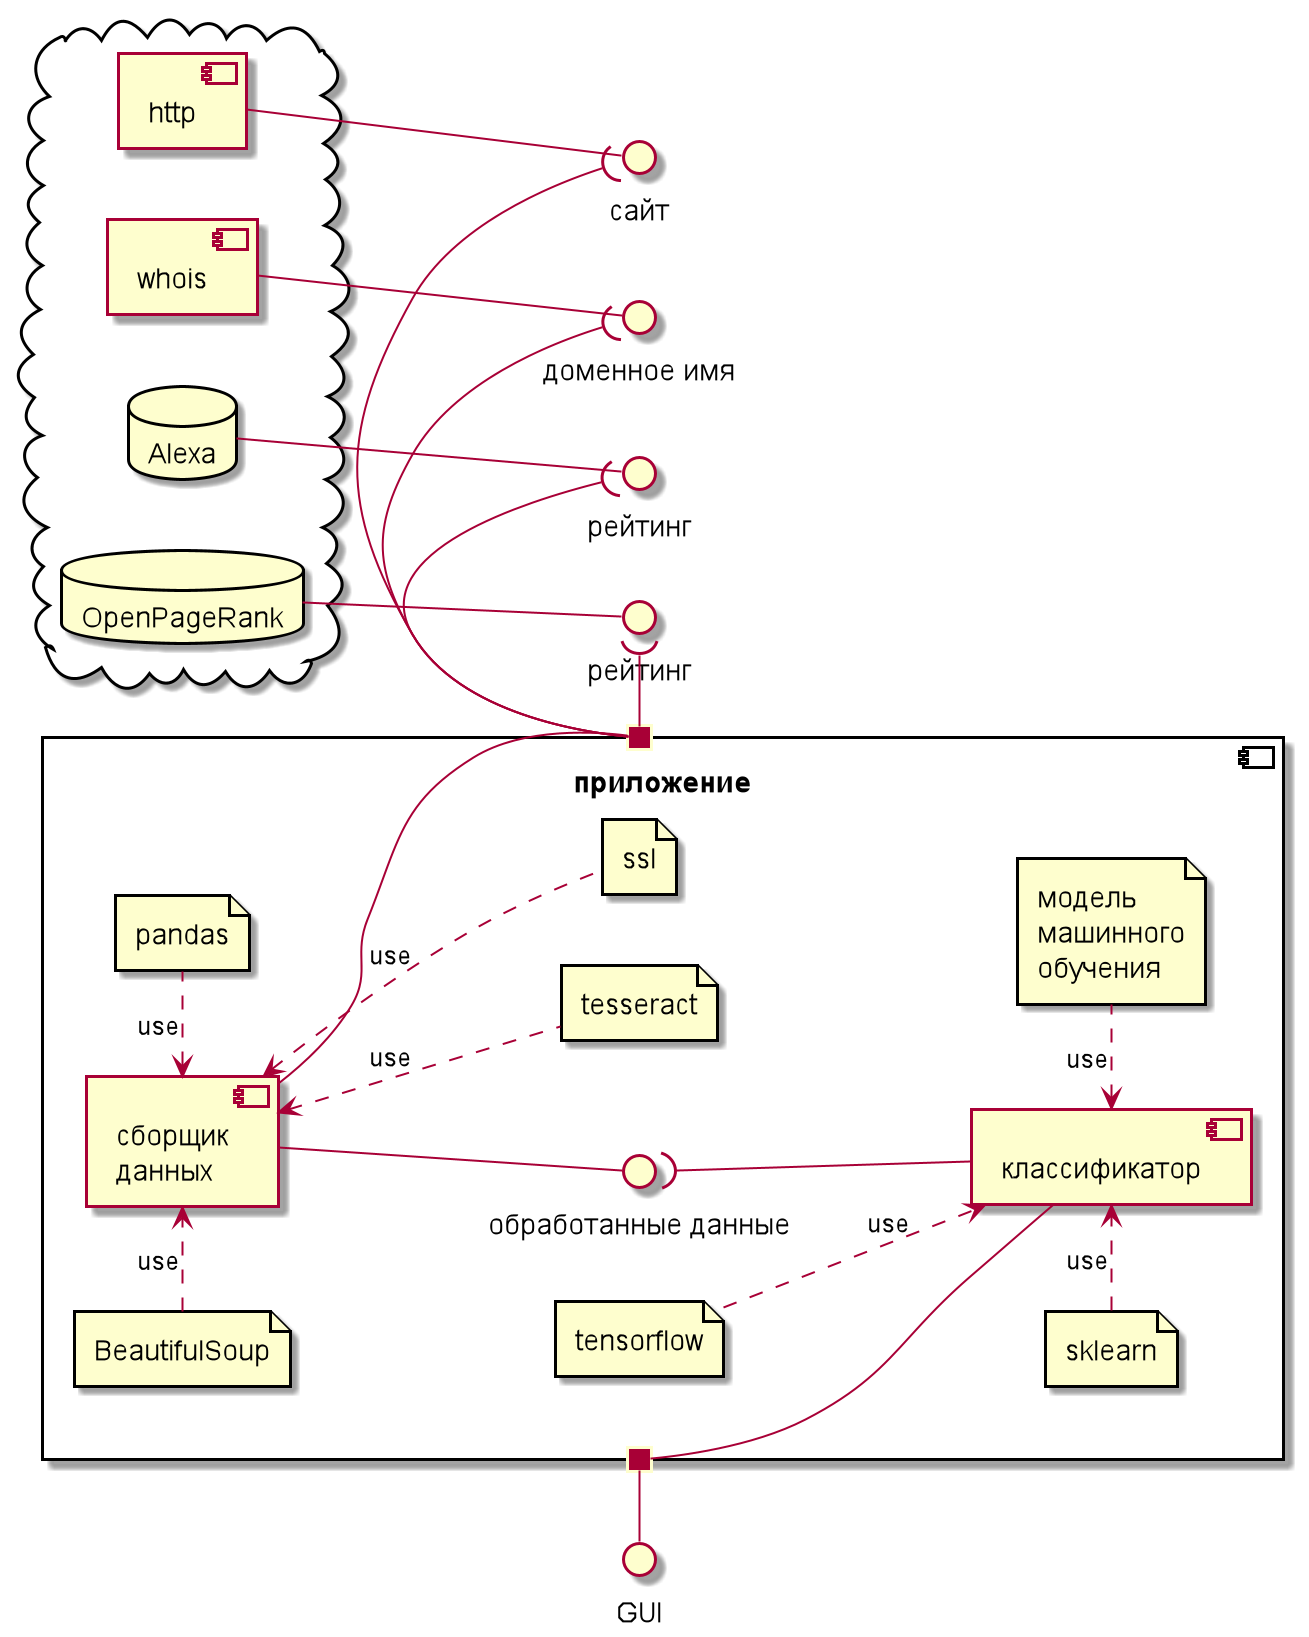 http
сайт
whois
доменное имя
Alexa
рейтинг
OpenPageRank
рейтинг
приложение
ssl
модель
машинного
обучения
pandas
use
tesseract
use
use
use
сборщик
данных
классификатор
обработанные данные
use
use
use
tensorflow
BeautifulSoup
sklearn
GUI